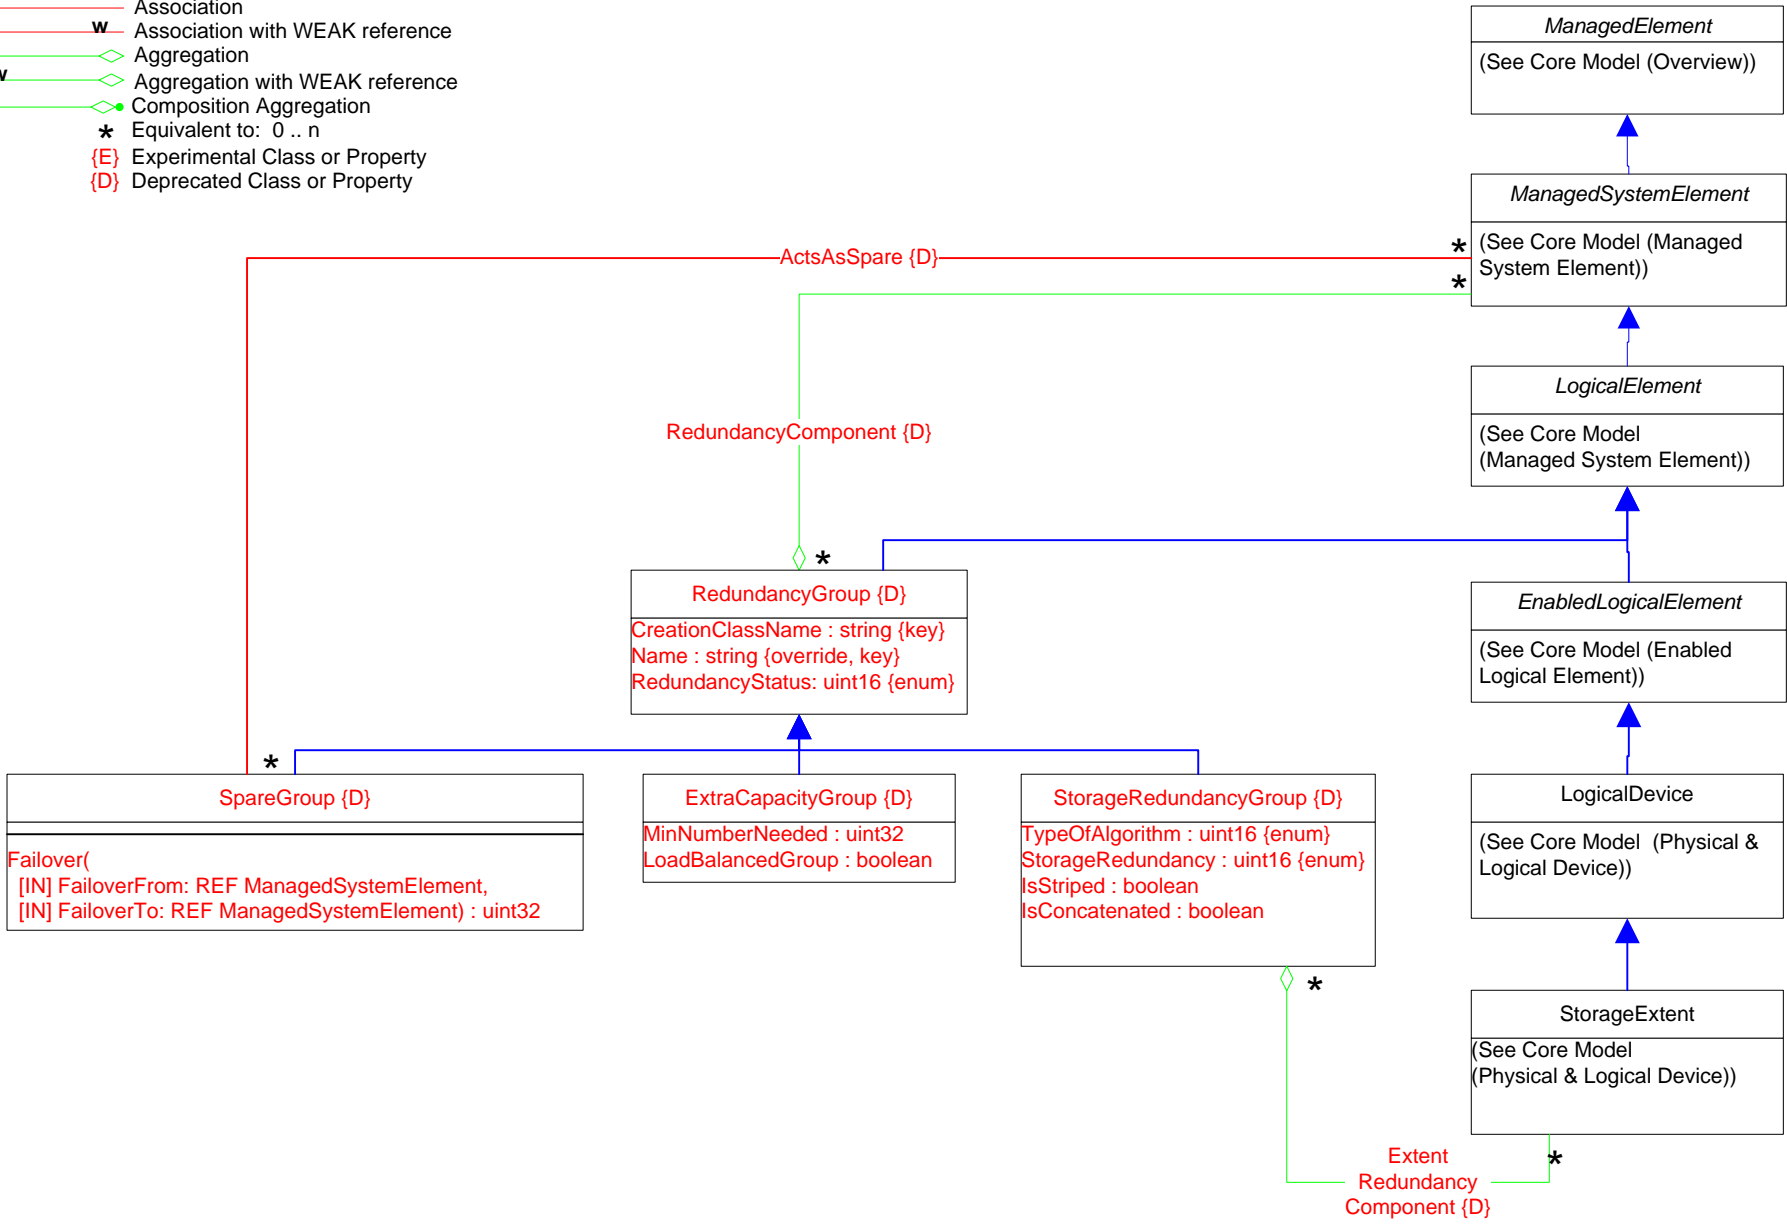 Association
w Association with WEAK reference
Aggregation
w Aggregation with WEAK reference
Composition Aggregation
* Equivalent to: 0 .. n
{E} Experimental Class or Property
{D} Deprecated Class or Property
ManagedElement
(See Core Model (Overview))
ManagedSystemElement
(See Core Model (Managed
System Element))
*
*
ActsAsSpare {D}
LogicalElement
(See Core Model
(Managed System Element))
RedundancyComponent {D}
*
RedundancyGroup {D}
CreationClassName : string {key}
Name : string {override, key}
RedundancyStatus: uint16 {enum}
EnabledLogicalElement
(See Core Model (Enabled
Logical Element))
*
SpareGroup {D}
Failover(
[IN] FailoverFrom: REF ManagedSystemElement,
[IN] FailoverTo: REF ManagedSystemElement) : uint32
ExtraCapacityGroup {D}
MinNumberNeeded : uint32
LoadBalancedGroup : boolean
StorageRedundancyGroup {D}
TypeOfAlgorithm : uint16 {enum}
StorageRedundancy : uint16 {enum}
IsStriped : boolean
IsConcatenated : boolean
*
LogicalDevice
(See Core Model (Physical &
Logical Device))
StorageExtent
(See Core Model
(Physical & Logical Device))
*
Extent
Redundancy
Component {D}